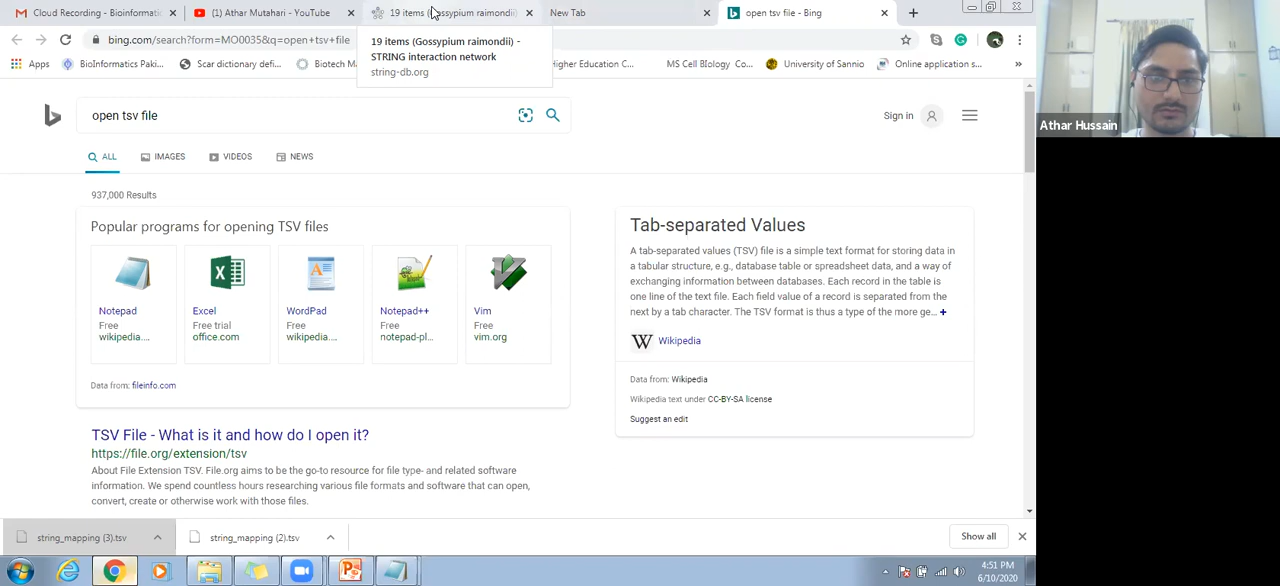 Cloud Recording - Bioinformatic
(1) Athar Mutahari - YouTube
19 items (Gossypium raimondii)
New Tab
open tsv file - Bing
bing.com/search?form=MO0035&q=open+tsv+file
19 items (Gossypium raimondii) -
STRING interaction network
string-db.org
Apps
BioInformatics Paki...
Scar dictionary defi...
Biotech
Higher Education C...
MS Cell BIology Co...
University of Sannio
Online application s...
»
open tsv file
Sign in
ALL
IMAGES
VIDEOS
NEWS
937,000 Results
Popular programs for opening TSV files
Notepad
Free
wikipedia....
Excel
Free trial
office.com
WordPad
Free
wikipedia....
Notepad++
Free
notepad-pl...
Vim
Free
vim.org
Data from: fileinfo.com
TSV File - What is it and how do I open it?
https://file.org/extension/tsv
About File Extension TSV. File.org aims to be the go-to resource for file type- and related software
information. We spend countless hours researching various file formats and software that can open,
convert, create or otherwise work with those files.
Tab-separated Values
A tab-separated values (TSV) file is a simple text format for storing data in
a tabular structure, e.g., database table or spreadsheet data, and a way of
exchanging information between databases. Each record in the table is
one line of the text file. Each field value of a record is separated from the
next by a tab character. The TSV format is thus a type of the more ge... +
W Wikipedia
Data from: Wikipedia
Wikipedia text under CC-BY-SA license
Suggest an edit
string_mapping (3).tsv
string_mapping (2).tsv
Show all
4:51 PM
6/10/2020
Athar Hussain